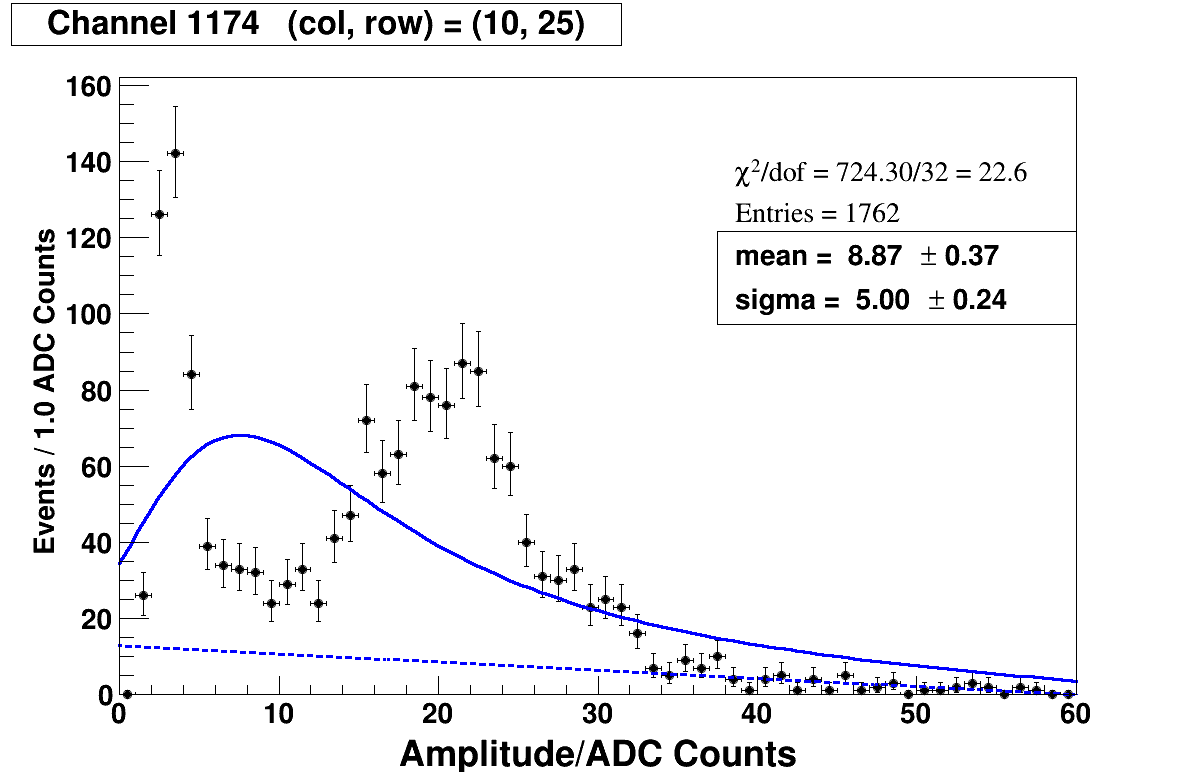 Channel 1174 (col, row) = (10, 25)
160
140
120
100
80
60
40
20
0
Events / 1.0 ADC Counts
χ²/dof = 724.30/32 = 22.6
Entries = 1762
mean = 8.87 ± 0.37
sigma = 5.00 ± 0.24
0 10 20 30 40 50 60
Amplitude/ADC Counts